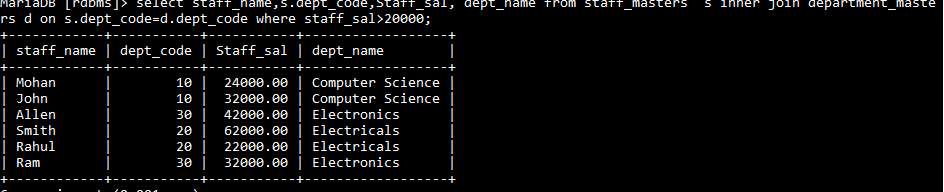 MariaDB [rdbms]> select staff_name,s.dept_code,Staff_sal, dept_name from staff_masters  s inner join department_maste
rs d on s.dept_code=d.dept_code where staff_sal>20000;
+------------+-----------+-----------+------------------+
| staff_name | dept_code | Staff_sal | dept_name        |
+------------+-----------+-----------+------------------+
| Mohan      |        10 |  24000.00 | Computer Science |
| John       |        10 |  32000.00 | Computer Science |
| Allen      |        30 |  42000.00 | Electronics      |
| Smith      |        20 |  62000.00 | Electricals      |
| Rahul      |        20 |  22000.00 | Electricals      |
| Ram        |        30 |  32000.00 | Electronics      |
+------------+-----------+-----------+------------------+